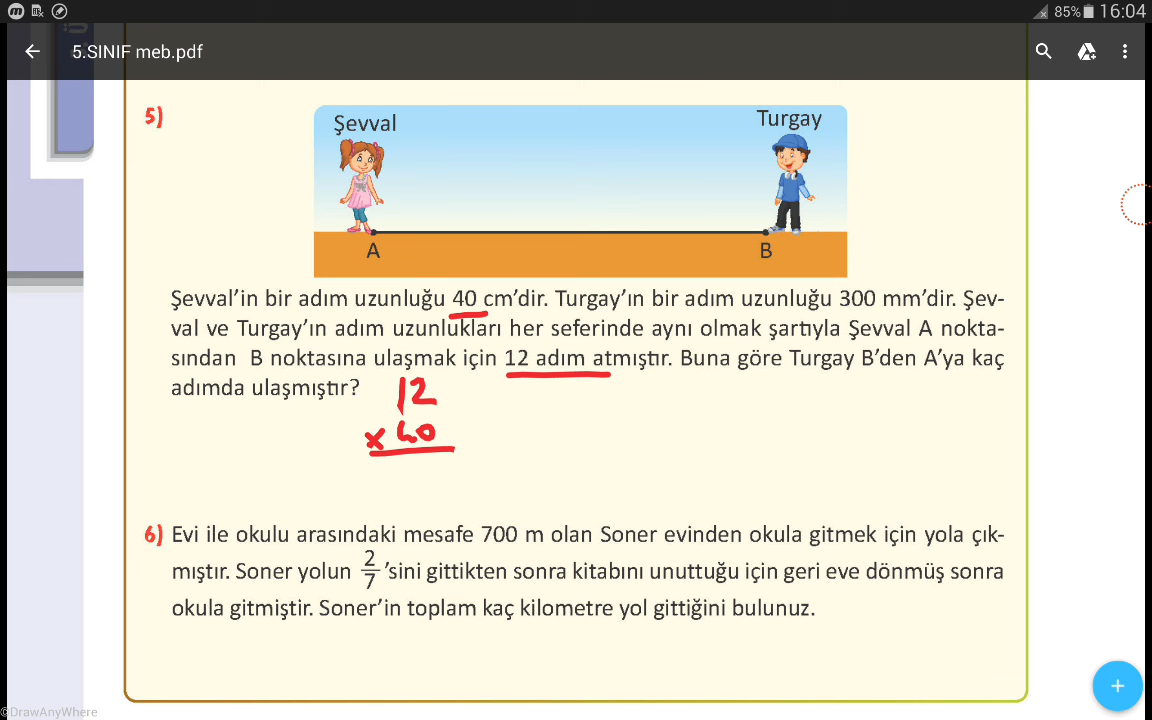 85% 16:04
5.SINIF meb.pdf
5)
Şevval
Turgay
A
B
Şevval’in bir adım uzunluğu 40 cm’dir. Turgay’ın bir adım uzunluğu 300 mm’dir. Şev-
val ve Turgay’ın adım uzunlukları her seferinde aynı olmak şartıyla Şevval A nokta-
sından B noktasına ulaşmak için 12 adım atmıştır. Buna göre Turgay B’den A’ya kaç
adımda ulaşmıştır?
12
x 40
6) Evi ile okulu arasındaki mesafe 700 m olan Soner evinden okula gitmek için yola çık-
mıştır. Soner yolun 2/7 ’sini gittikten sonra kitabını unuttuğu için geri eve dönmüş sonra
okula gitmiştir. Soner’in toplam kaç kilometre yol gittiğini bulunuz.
©DrawAnyWhere